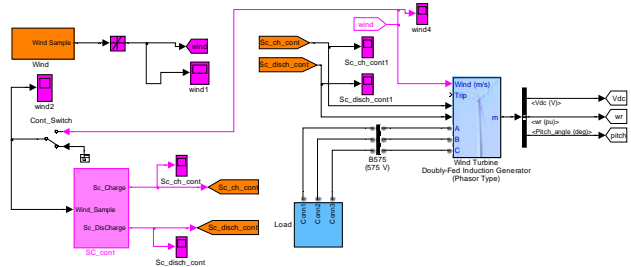 wind
wind4
Wind Sample
Wind
wind
wind1
Sc_ch_cont
Sc_ch_cont1
Sc_disch_cont
Sc_disch_cont1
wind2
Cont_Switch
Wind (m/s)
Trip
m
A
B
C
<Vdc (V)>
Vdc
<wr (pu)>
wr
<Pitch_angle (deg)>
pitch
B575
(575 V)
Wind Turbine
Doubly-Fed Induction Generator
(Phasor Type)
Sc_Charge
Sc_ch_cont
Sc_ch_cont
Wind_Sample
Sc_DisCharge
Sc_disch_cont
Sc_disch_cont
SC_cont
Load
Conn1
Conn2
Conn3